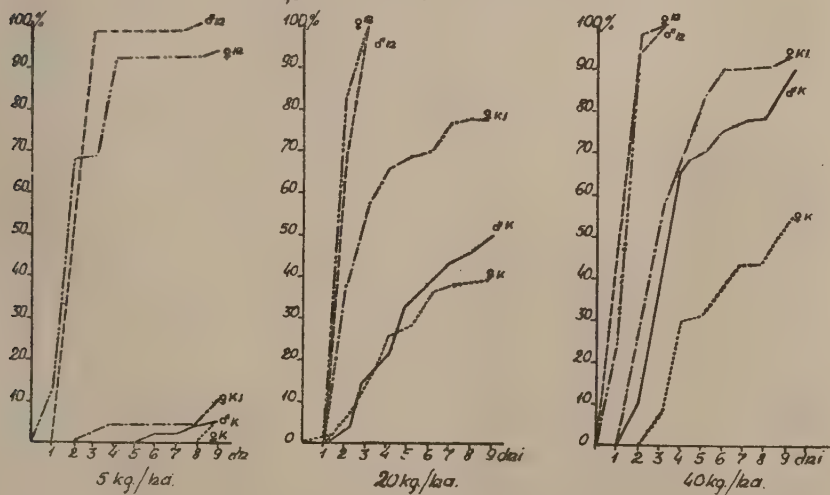 100% 100% 100%
90 90 90
80 80 80
70 70 70
60 60 60
50 50 50
40 40 40
30 30 30
20 20 20
10 10 10
0 0 0
♂12
♀12
♀K1
♂K
♀K
1 2 3 4 5 6 7 8 9 dni
5 kg./ha.
♀12
♂12
♀K1
♂K
♀K
1 2 3 4 5 6 7 8 9 dni
20 kg./ha.
♀12
♂12
♀K1
♂K
♀K
1 2 3 4 5 6 7 8 9 dni
40 kg./ha.